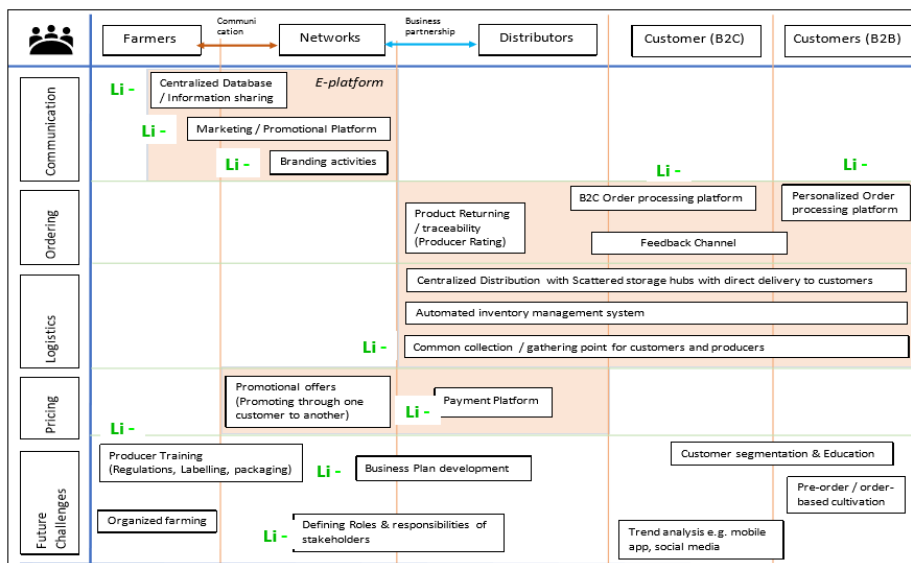 Communi
cation
Business
partnership
Farmers
Networks
Distributors
Customer (B2C)
Customers (B2B)
Communication
Li -
Centralized Database
/ Information sharing
E-platform
Li -
Marketing / Promotional Platform
Li -
Branding activities
Li -
Li -
Ordering
Product Returning
/ traceability
(Producer Rating)
B2C Order processing platform
Personalized Order
processing platform
Feedback Channel
Logistics
Centralized Distribution with Scattered storage hubs with direct delivery to customers
Automated inventory management system
Li -
Common collection / gathering point for customers and producers
Pricing
Promotional offers
(Promoting through one
customer to another)
Li -
Payment Platform
Li -
Future
Challenges
Producer Training
(Regulations, Labelling, packaging)
Li -
Business Plan development
Customer segmentation & Education
Pre-order / order-
based cultivation
Organized farming
Li -
Defining Roles & responsibilities of
stakeholders
Trend analysis e.g. mobile
app, social media